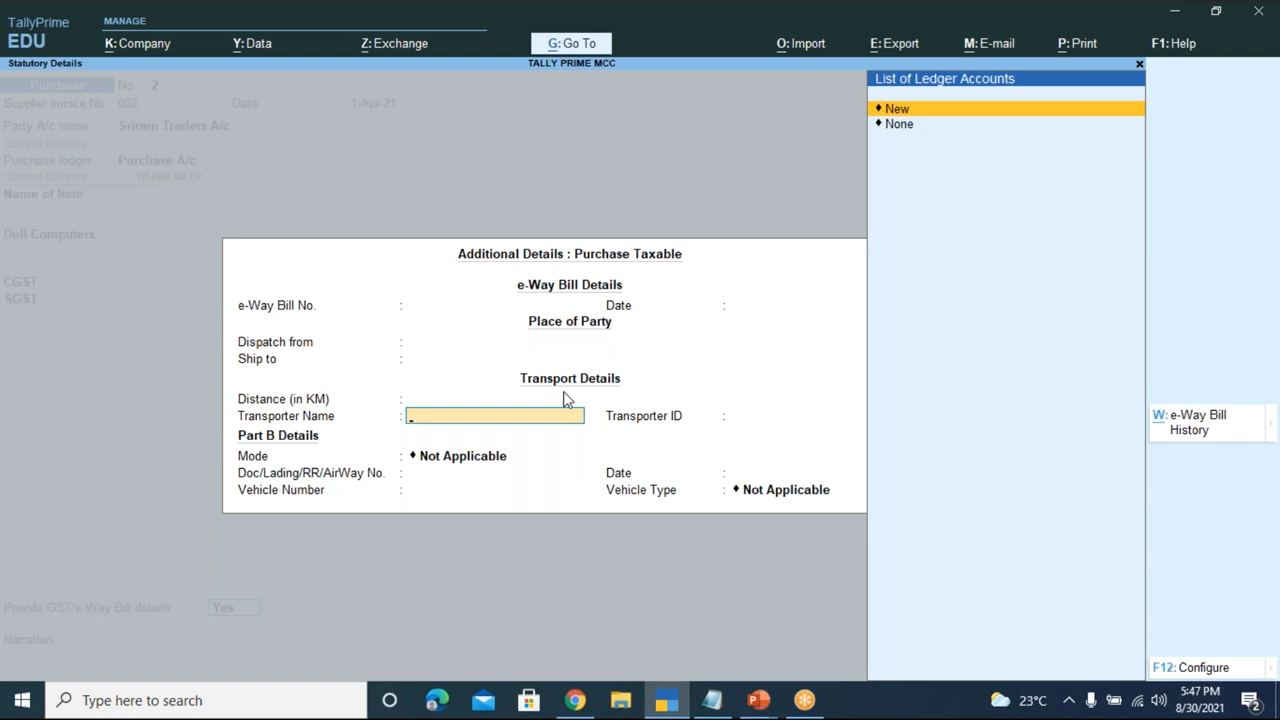 TallyPrime
EDU
MANAGE
K: Company
Y: Data
Z: Exchange
G: Go To
O: Import
E: Export
M: E-mail
P: Print
F1: Help
Statutory Details
TALLY PRIME MCC
Purchase No. 2
Supplier Invoice No. 002 Date 1-Apr-21
Party A/c name Sriram Traders A/c
Current balance
Purchase ledger Purchase A/c
Current balance
Name of Item
Dell Computers
CGST
SGST
Provide GST/e-Way Bill details Yes
Narration:
Additional Details : Purchase Taxable
e-Way Bill Details
e-Way Bill No. : Date :
Place of Party
Dispatch from :
Ship to :
Transport Details
Distance (in KM) :
Transporter Name : Transporter ID :
Part B Details
Mode : ♦ Not Applicable
Doc/Lading/RR/AirWay No. : Date :
Vehicle Number : Vehicle Type : ♦ Not Applicable
List of Ledger Accounts
♦ New
♦ None
W: e-Way Bill
History
F12: Configure
Type here to search
23°C
5:47 PM
8/30/2021
2